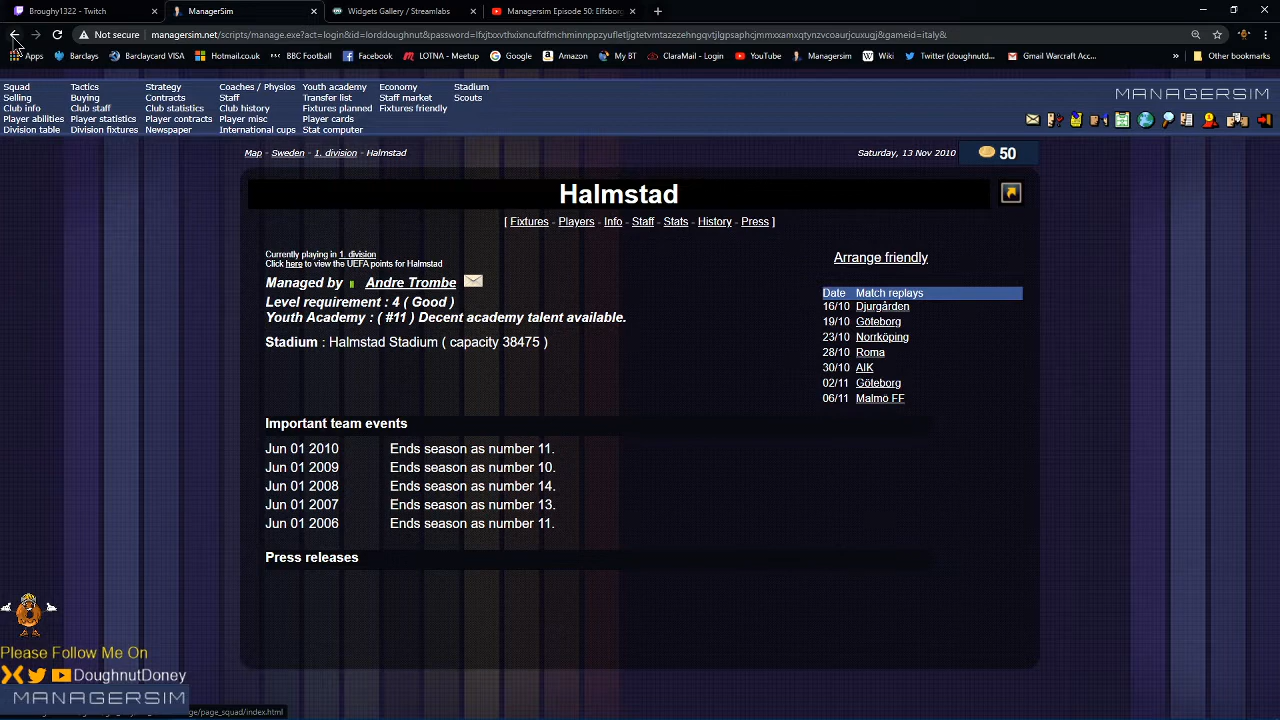 Broughy1322 - Twitch
ManagerSim
Widgets Gallery / Streamlabs
Managersim Episode 50: Elfsborg
Not secure
Apps Barclays Barclaycard VISA Hotmail.co.uk BBC Football Facebook LOTNA - Meetup Google Amazon My BT ClaraMail - Login YouTube Managersim Wiki Twitter (doughnutd... Gmail Warcraft Acc... » Other bookmarks
Squad Tactics Strategy Coaches / Physios Youth academy Economy Stadium
Selling Buying Contracts Staff Transfer list Staff market Scouts
Club info Club staff Club statistics Club history Fixtures planned Fixtures friendly
Player abilities Player statistics Player contracts Player misc Player cards
Division table Division fixtures Newspaper International cups Stat computer
MANAGERSIM
Map - Sweden - 1. division - Halmstad
Saturday, 13 Nov 2010
50
Halmstad
[ Fixtures - Players - Info - Staff - Stats - History - Press ]
Currently playing in 1. division
Click here to view the UEFA points for Halmstad
Managed by Andre Trombe
Level requirement : 4 ( Good )
Youth Academy : ( #11 ) Decent academy talent available.
Stadium : Halmstad Stadium ( capacity 38475 )
Arrange friendly
Date Match replays
16/10 Djurgården
19/10 Göteborg
23/10 Norrköping
28/10 Roma
30/10 AIK
02/11 Göteborg
06/11 Malmo FF
Important team events
Jun 01 2010 Ends season as number 11.
Jun 01 2009 Ends season as number 10.
Jun 01 2008 Ends season as number 14.
Jun 01 2007 Ends season as number 13.
Jun 01 2006 Ends season as number 11.
Press releases
Please Follow Me On
DoughnutDoney
MANAGERSIM
ge/page_squad/index.html